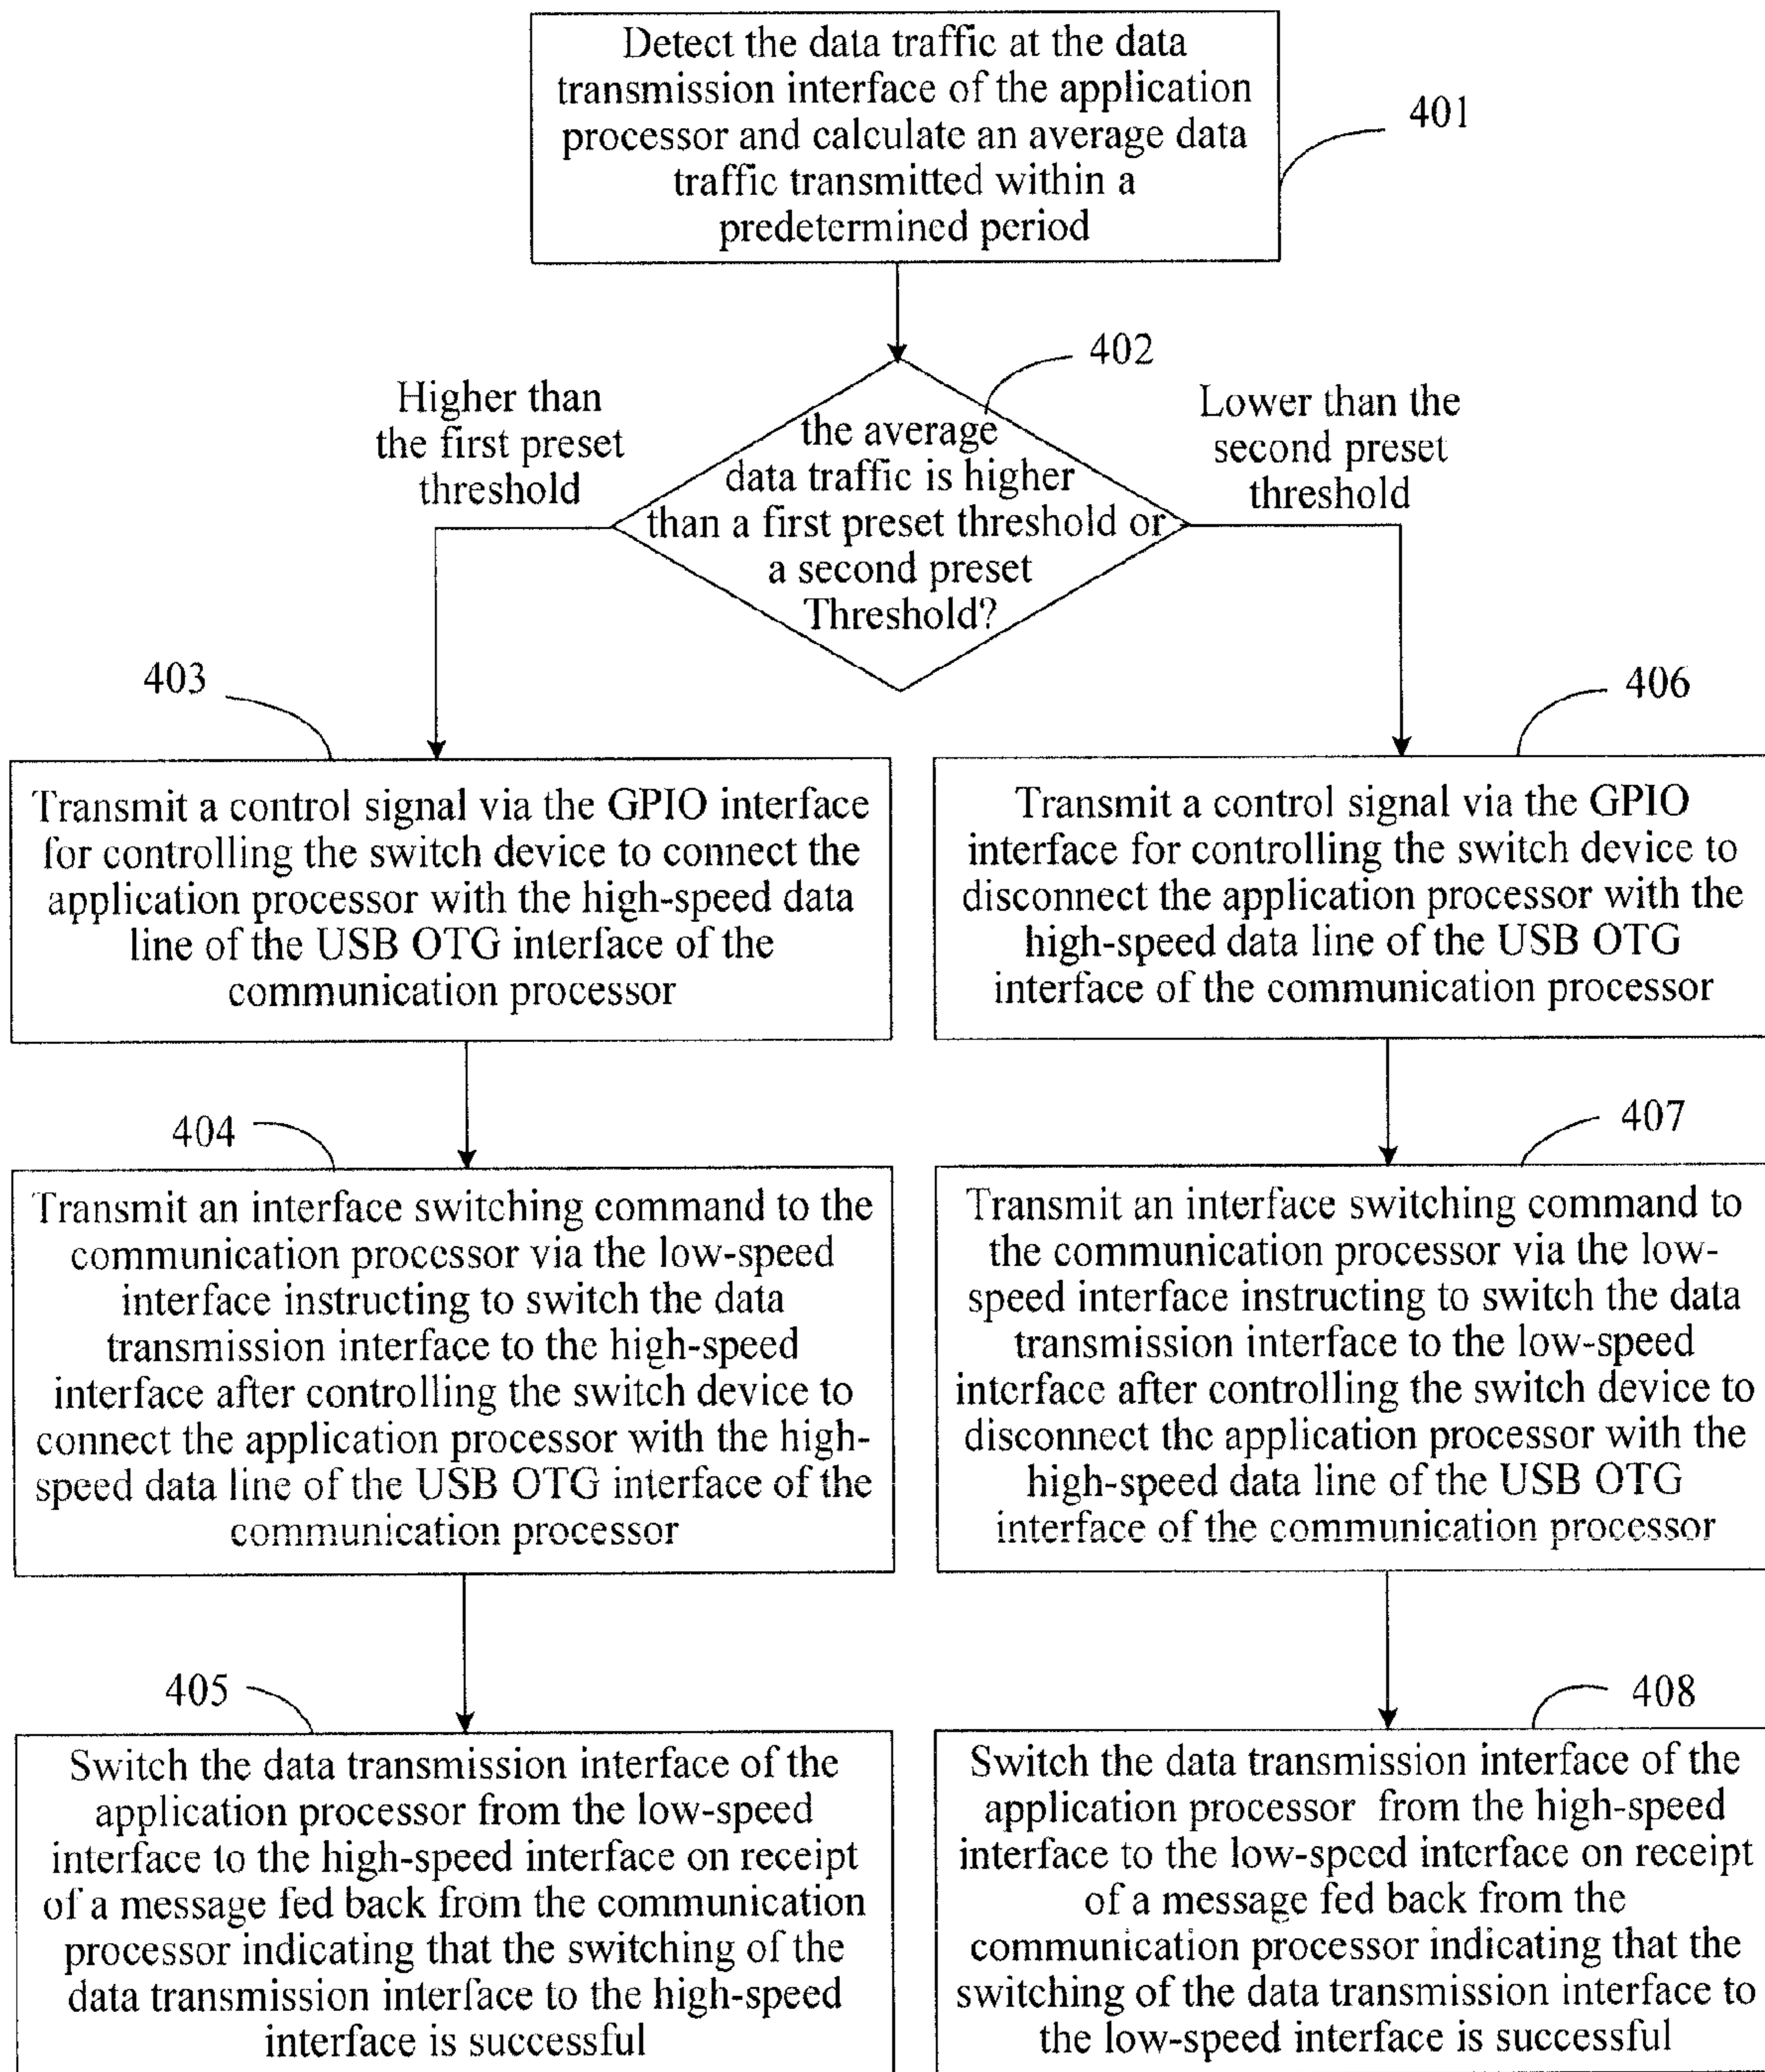 Detect the data traffic at the data
transmission interface of the application
processor and calculate an average data
traffic transmitted within a
predetermined period
401
402
Higher than
the first preset
threshold
the average
data traffic is higher
than a first preset threshold or
a second preset
Threshold?
Lower than the
second preset
threshold
403
Transmit a control signal via the GPIO interface
for controlling the switch device to connect the
application processor with the high-speed data
line of the USB OTG interface of the
communication processor
406
Transmit a control signal via the GPIO
interface for controlling the switch device to
disconnect the application processor with the
high-speed data line of the USB OTG
interface of the communication processor
404
Transmit an interface switching command to the
communication processor via the low-speed
interface instructing to switch the data
transmission interface to the high-speed
interface after controlling the switch device to
connect the application processor with the high-
speed data line of the USB OTG interface of the
communication processor
407
Transmit an interface switching command to
the communication processor via the low-
speed interface instructing to switch the data
transmission interface to the low-speed
interface after controlling the switch device to
disconnect the application processor with the
high-speed data line of the USB OTG
interface of the communication processor
405
Switch the data transmission interface of the
application processor from the low-speed
interface to the high-speed interface on receipt
of a message fed back from the communication
processor indicating that the switching of the
data transmission interface to the high-speed
interface is successful
408
Switch the data transmission interface of the
application processor from the high-speed
interface to the low-speed interface on receipt
of a message fed back from the
communication processor indicating that the
switching of the data transmission interface to
the low-speed interface is successful